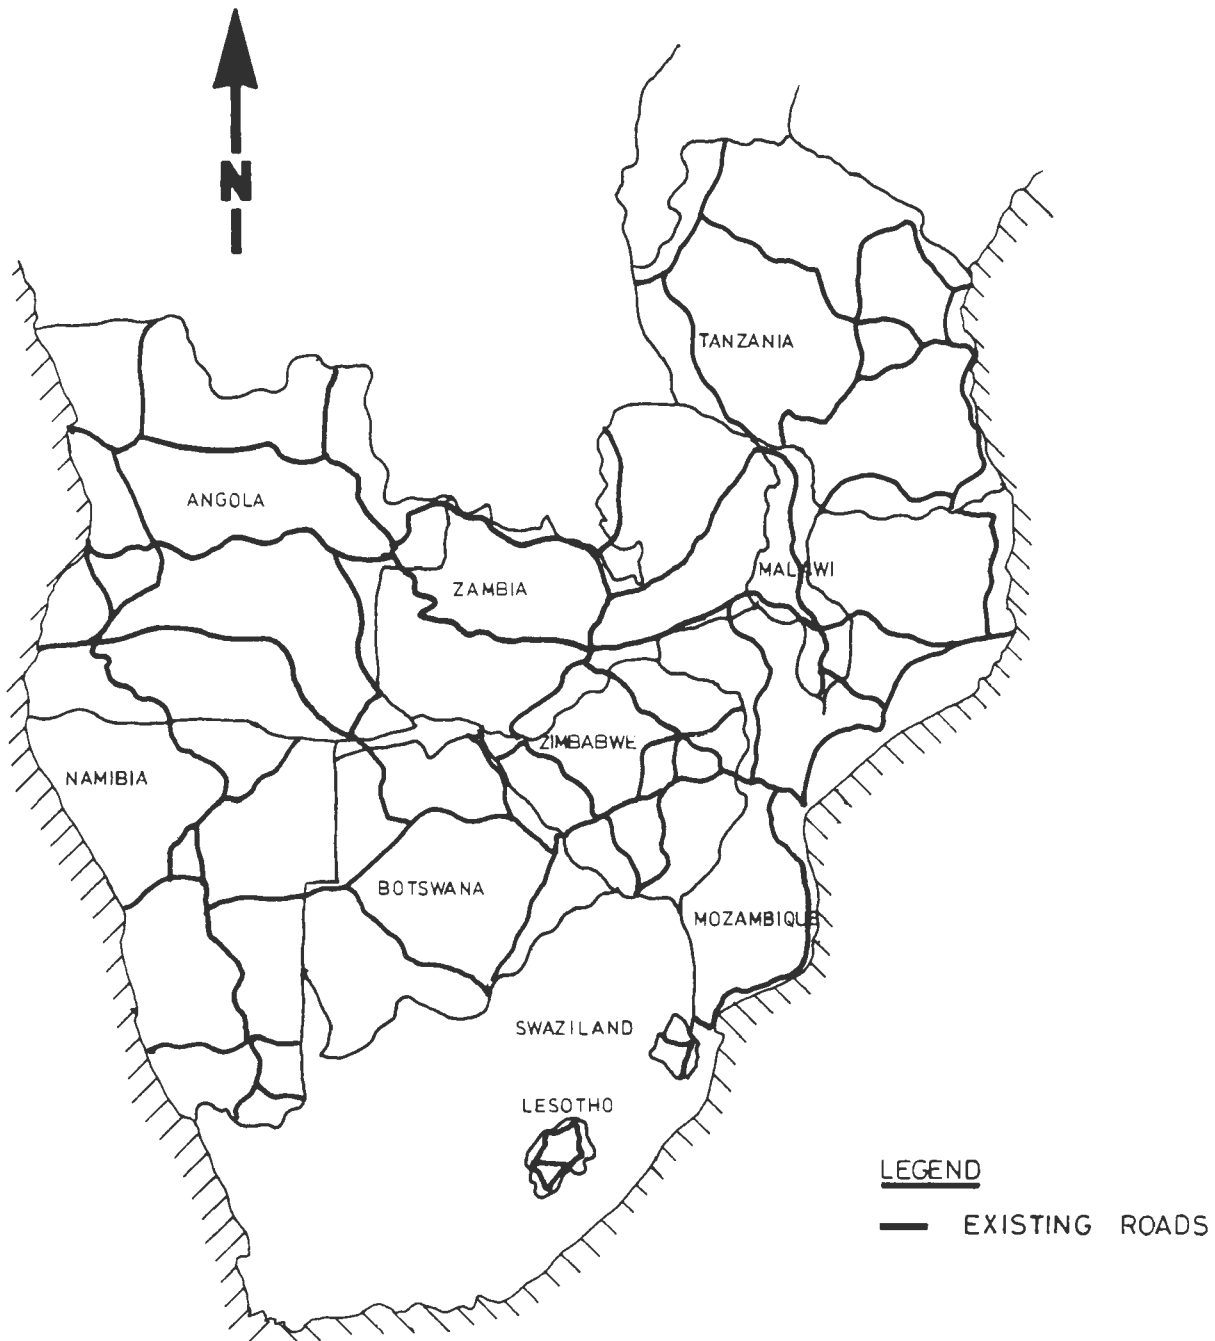 N
TANZANIA
ANGOLA
ZAMBIA
MALAWI
ZIMBABWE
NAMIBIA
BOTSWANA
MOZAMBIQUE
SWAZILAND
LESOTHO
LEGEND
EXISTING ROADS